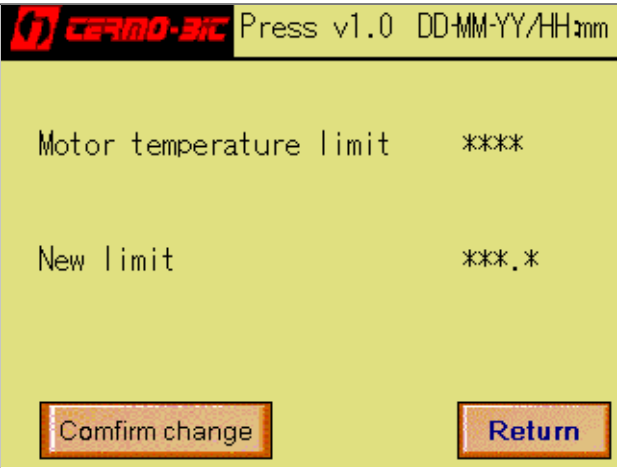 CERMO-BIC Press v1.0 DD-MM-YY/HH:mm
Motor temperature limit ****
New limit ***.*
Comfirm change Return